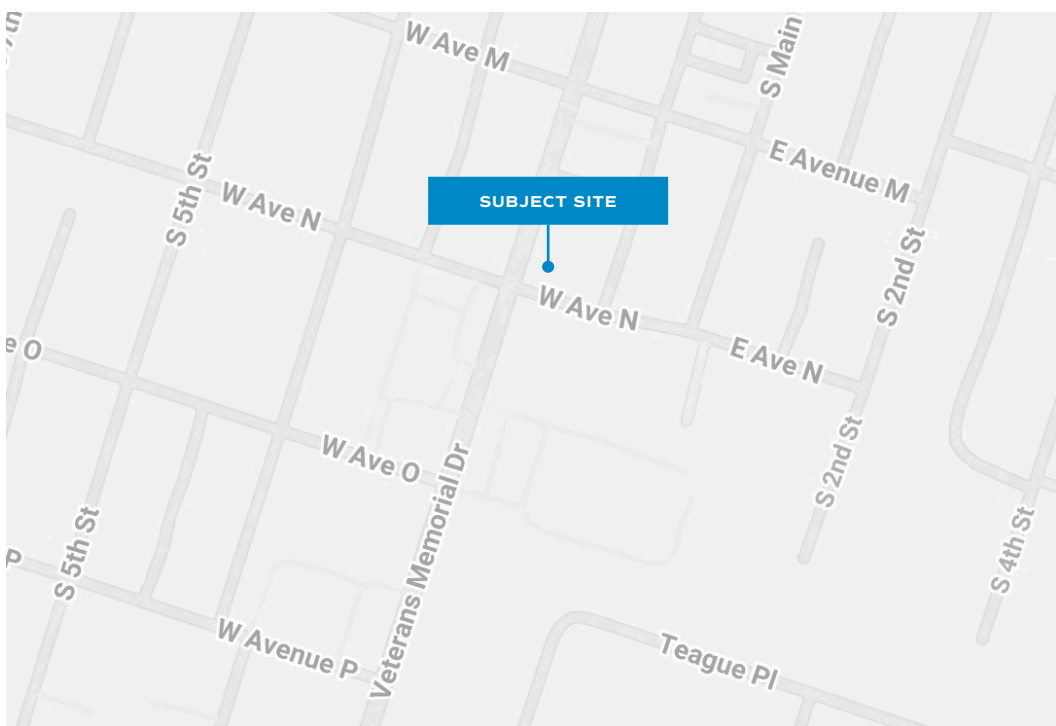 W Ave M
S Main
E Avenue M
S 5th St
W Ave N
SUBJECT SITE
S 2nd St
W Ave N
E Ave N
W Ave O
S 2nd St
Veterans Memorial Dr
S 5th St
S 4th St
P
W Avenue P
Teague Pl